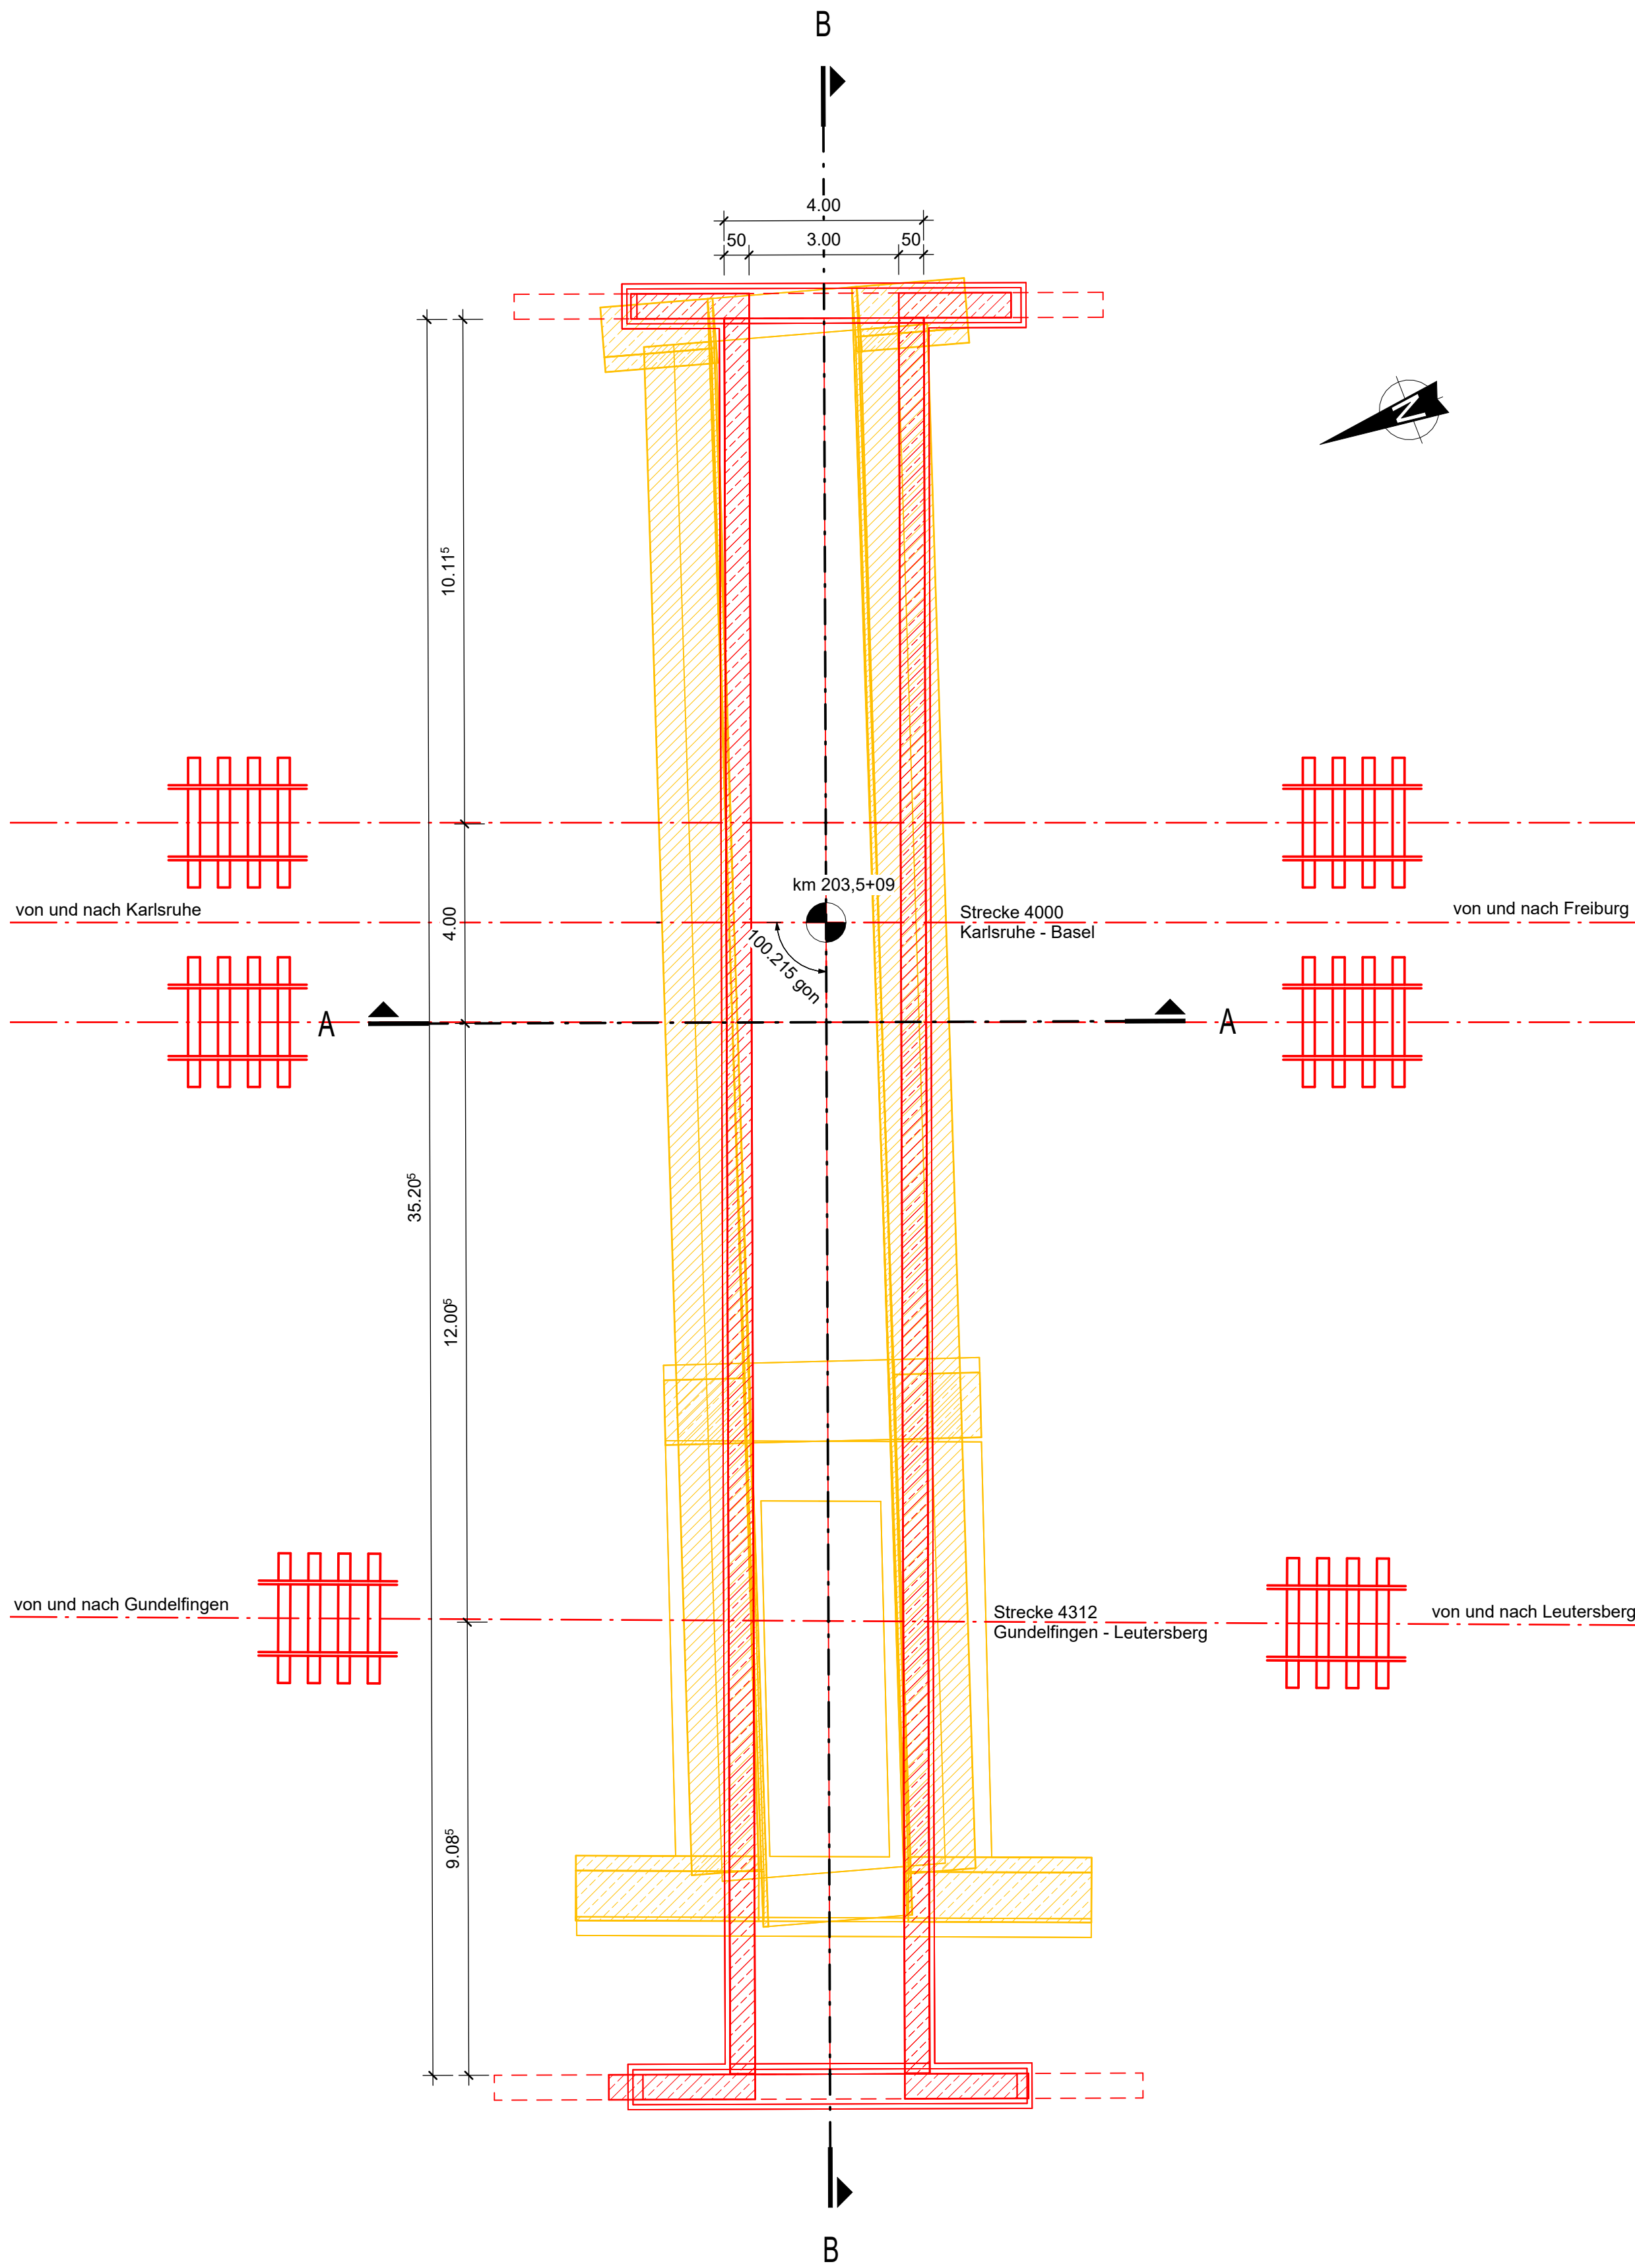 B
4.00
50
3.00
50
10.11⁵
N
km 203,5+09
von und nach Karlsruhe
4.00
Strecke 4000
Karlsruhe - Basel
von und nach Freiburg
100.215 gon
A
A
35.20⁵
12.00⁵
von und nach Gundelfingen
Strecke 4312
Gundelfingen - Leutersberg
von und nach Leutersberg
9.08⁵
B